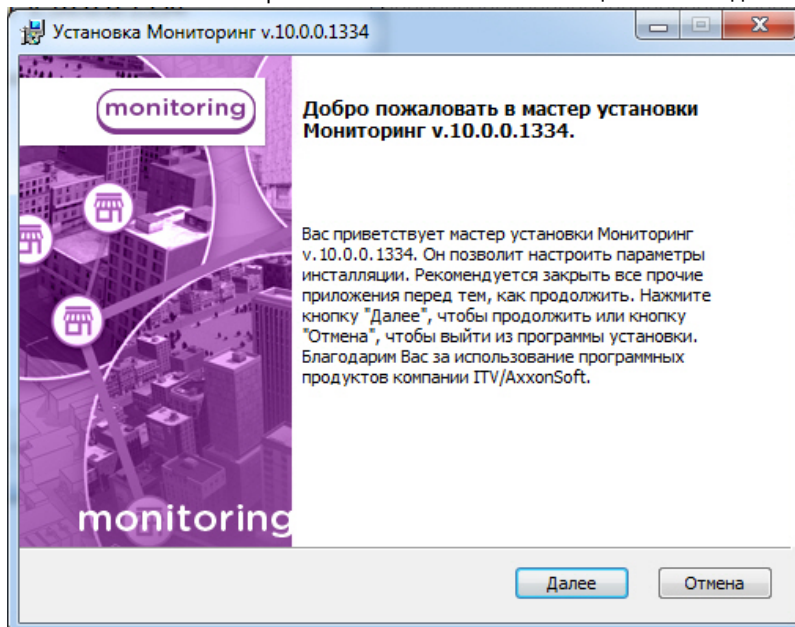 Установка Мониторинг v.10.0.0.1334
monitoring
Добро пожаловать в мастер установки
Мониторинг v.10.0.0.1334.
Вас приветствует мастер установки Мониторинг
v.10.0.0.1334. Он позволит настроить параметры
инсталляции. Рекомендуется закрыть все прочие
приложения перед тем, как продолжить. Нажмите
кнопку "Далее", чтобы продолжить или кнопку
"Отмена", чтобы выйти из программы установки.
Благодарим Вас за использование программных
продуктов компании ITV/AxxonSoft.
monitoring
Далее
Отмена